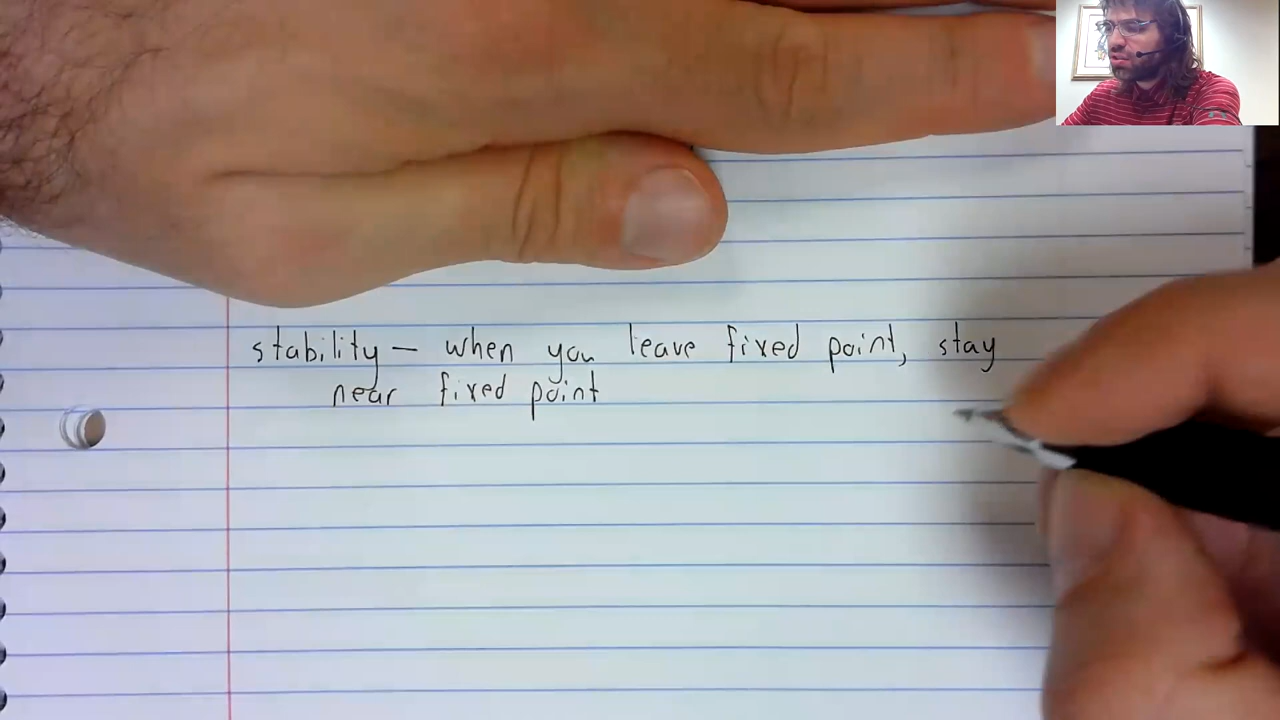 stability — when you leave fixed point, stay
near fixed point